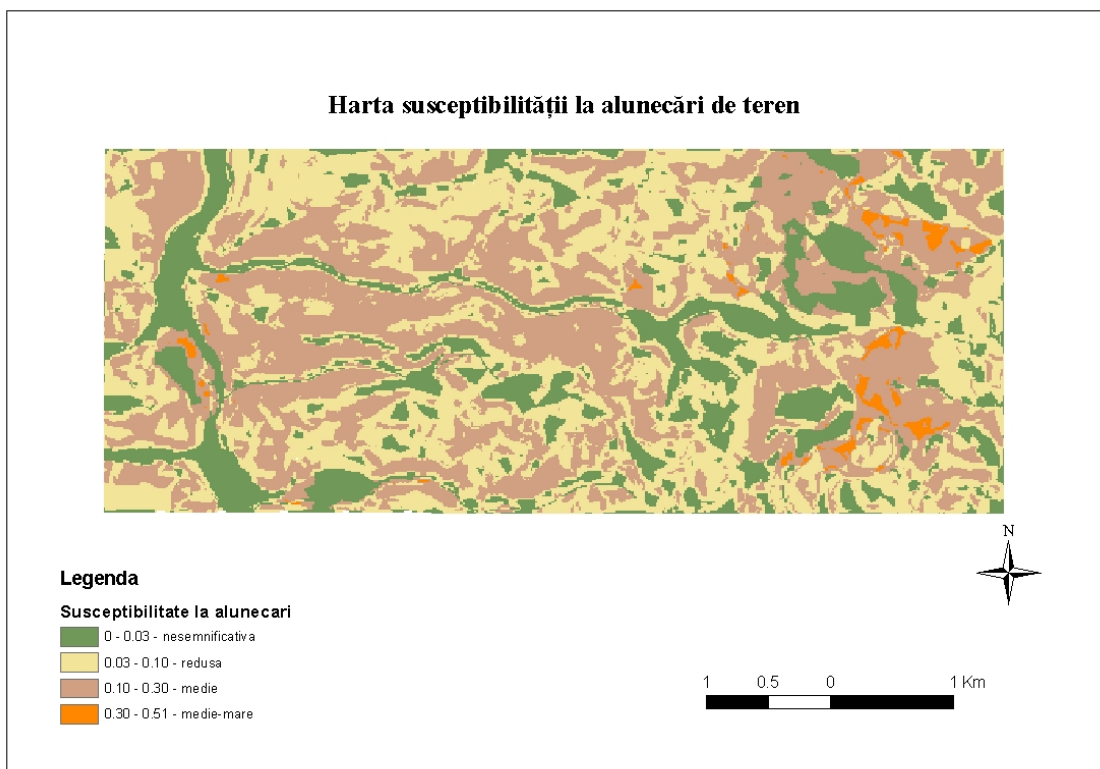 Harta susceptibilității la alunecări de teren
N
Legenda
Susceptibilitate la alunecari
0 - 0.03 - nesemnificativa
0.03 - 0.10 - redusa
0.10 - 0.30 - medie
0.30 - 0.51 - medie-mare
1 0.5 0 1 Km